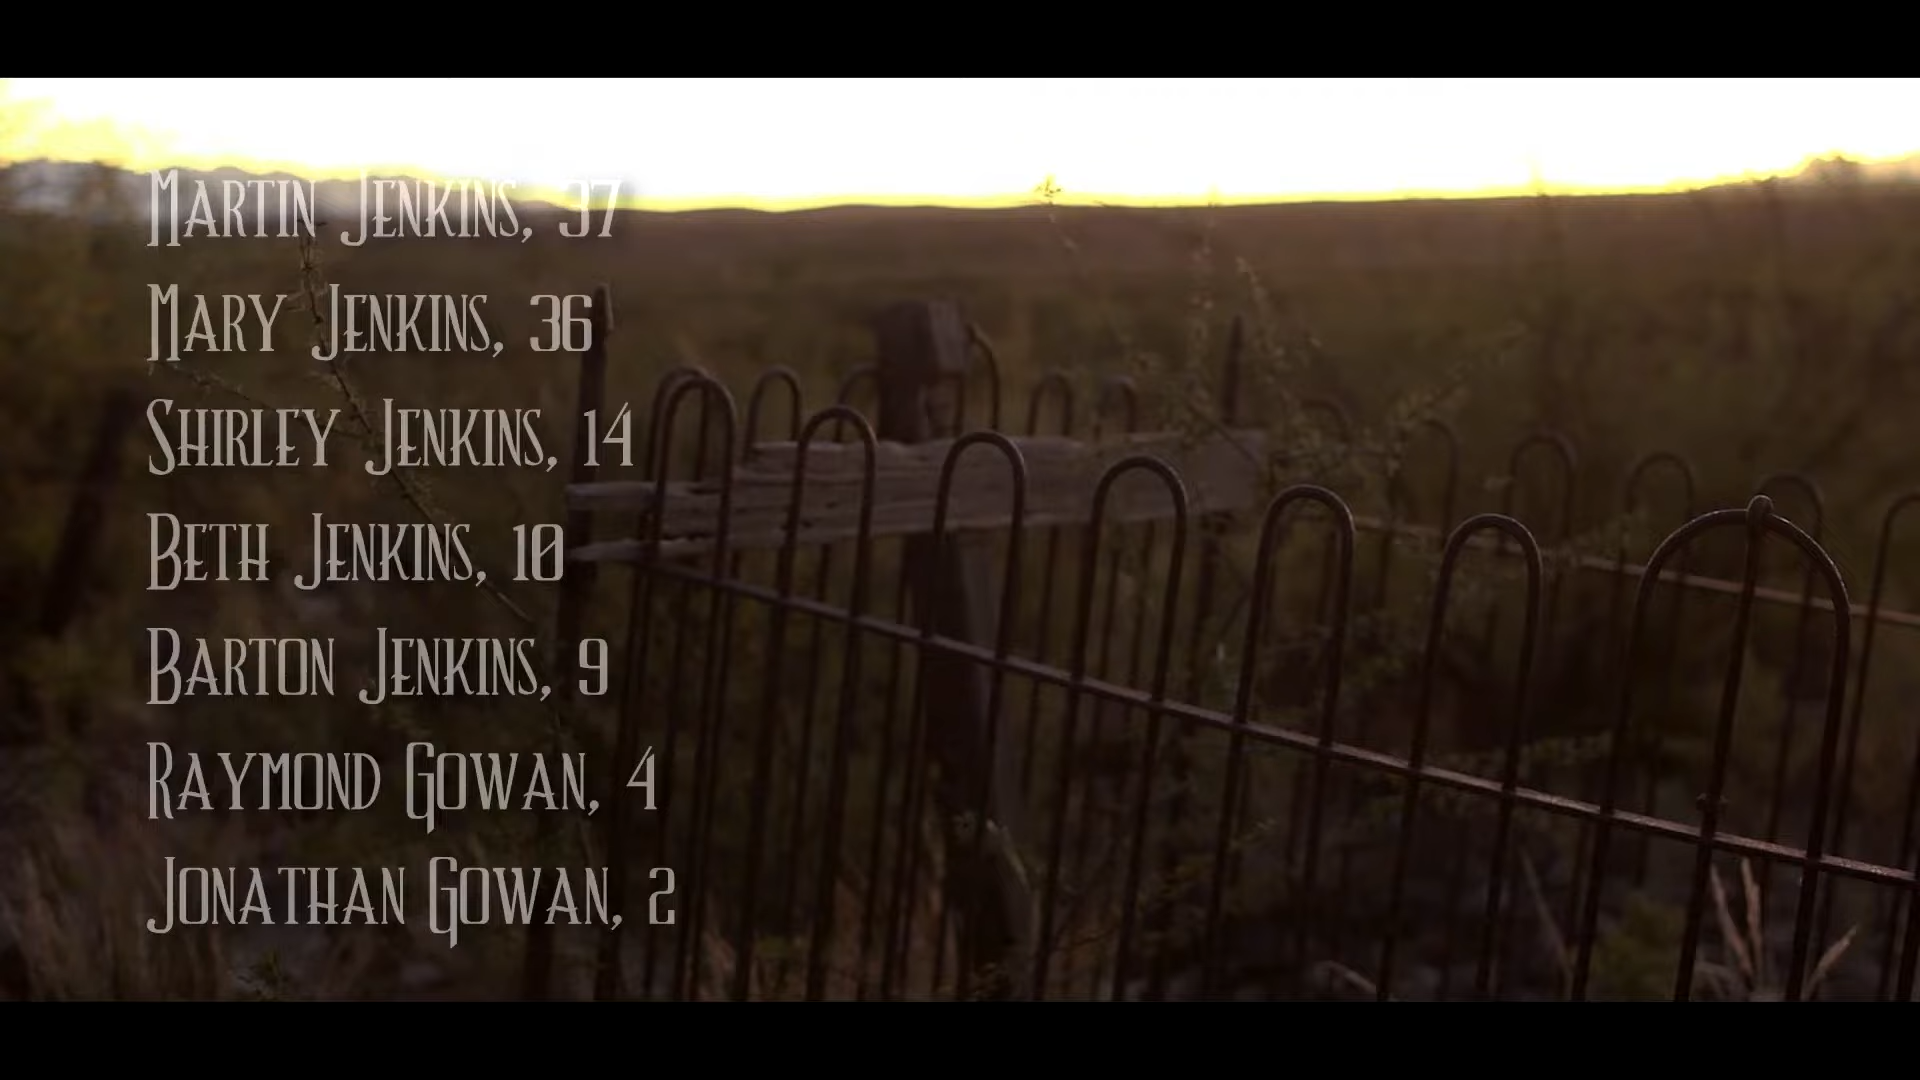 Martin Jenkins, 37
Mary Jenkins, 36
Shirley Jenkins, 14
Beth Jenkins, 10
Barton Jenkins, 9
Raymond Gowan, 4
Jonathan Gowan, 2